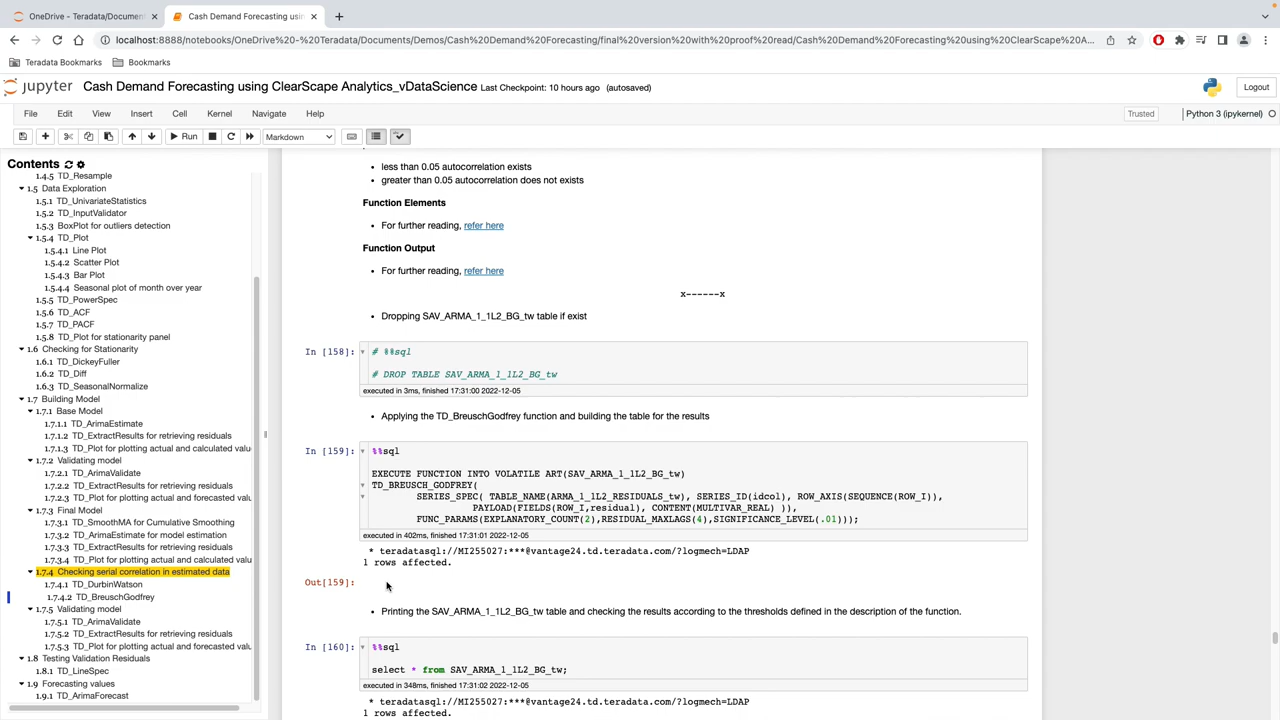 OneDrive - Teradata/Documen
Cash Demand Forecasting usin
localhost:8888/notebooks/OneDrive%20-%20Teradata/Documents/Demos/Cash%20Demand%20Forecasting/final%20version%20with%20proof%20read/Cash%20Demand%20Forecasting%20using%20ClearScape%20A...
Teradata Bookmarks
Bookmarks
jupyter
Cash Demand Forecasting using ClearScape Analytics_vDataScience Last Checkpoint: 10 hours ago (autosaved)
Logout
File Edit View Insert Cell Kernel Navigate Help
Trusted
Python 3 (ipykernel)
Run
Markdown
Contents
1.4.5 TD_Resample
1.5 Data Exploration
1.5.1 TD_UnivariateStatistics
1.5.2 TD_InputValidator
1.5.3 BoxPlot for outliers detection
1.5.4 TD_Plot
1.5.4.1 Line Plot
1.5.4.2 Scatter Plot
1.5.4.3 Bar Plot
1.5.4.4 Seasonal plot of month over year
1.5.5 TD_PowerSpec
1.5.6 TD_ACF
1.5.7 TD_PACF
1.5.8 TD_Plot for stationarity panel
1.6 Checking for Stationarity
1.6.1 TD_DickeyFuller
1.6.2 TD_Diff
1.6.3 TD_SeasonalNormalize
1.7 Building Model
1.7.1 Base Model
1.7.1.1 TD_ArimaEstimate
1.7.1.2 TD_ExtractResults for retrieving residuals
1.7.1.3 TD_Plot for plotting actual and calculated valu
1.7.2 Validating model
1.7.2.1 TD_ArimaValidate
1.7.2.2 TD_ExtractResults for retrieving residuals
1.7.2.3 TD_Plot for plotting actual and forecasted valu
1.7.3 Final Model
1.7.3.1 TD_SmoothMA for Cumulative Smoothing
1.7.3.2 TD_ArimaEstimate for model estimation
1.7.3.3 TD_ExtractResults for retrieving residuals
1.7.3.4 TD_Plot for plotting actual and calculated valu
1.7.4 Checking serial correlation in estimated data
1.7.4.1 TD_DurbinWatson
1.7.4.2 TD_BreuschGodfrey
1.7.5 Validating model
1.7.5.1 TD_ArimaValidate
1.7.5.2 TD_ExtractResults for retrieving residuals
1.7.5.3 TD_Plot for plotting actual and forecasted valu
1.8 Testing Validation Residuals
1.8.1 TD_LineSpec
1.9 Forecasting values
1.9.1 TD_ArimaForecast
• less than 0.05 autocorrelation exists
• greater than 0.05 autocorrelation does not exists
Function Elements
• For further reading, refer here
Function Output
• For further reading, refer here
x------x
• Dropping SAV_ARMA_1_1L2_BG_tw table if exist
In [158]:
# %%sql
# DROP TABLE SAV_ARMA_1_1L2_BG_tw
executed in 3ms, finished 17:31:00 2022-12-05
• Applying the TD_BreuschGodfrey function and building the table for the results
In [159]:
%%sql
EXECUTE FUNCTION INTO VOLATILE ART(SAV_ARMA_1_1L2_BG_tw)
TD_BREUSCH_GODFREY(
SERIES_SPEC( TABLE_NAME(ARMA_1_1L2_RESIDUALS_tw), SERIES_ID(idcol), ROW_AXIS(SEQUENCE(ROW_I)),
PAYLOAD(FIELDS(ROW_I,residual), CONTENT(MULTIVAR_REAL) )),
FUNC_PARAMS(EXPLANATORY_COUNT(2),RESIDUAL_MAXLAGS(4),SIGNIFICANCE_LEVEL(.01)));
executed in 402ms, finished 17:31:01 2022-12-05
* teradatasql://MI255027:***@vantage24.td.teradata.com/?logmech=LDAP
1 rows affected.
Out[159]:
• Printing the SAV_ARMA_1_1L2_BG_tw table and checking the results according to the thresholds defined in the description of the function.
In [160]:
%%sql
select * from SAV_ARMA_1_1L2_BG_tw;
executed in 348ms, finished 17:31:02 2022-12-05
* teradatasql://MI255027:***@vantage24.td.teradata.com/?logmech=LDAP
1 rows affected.